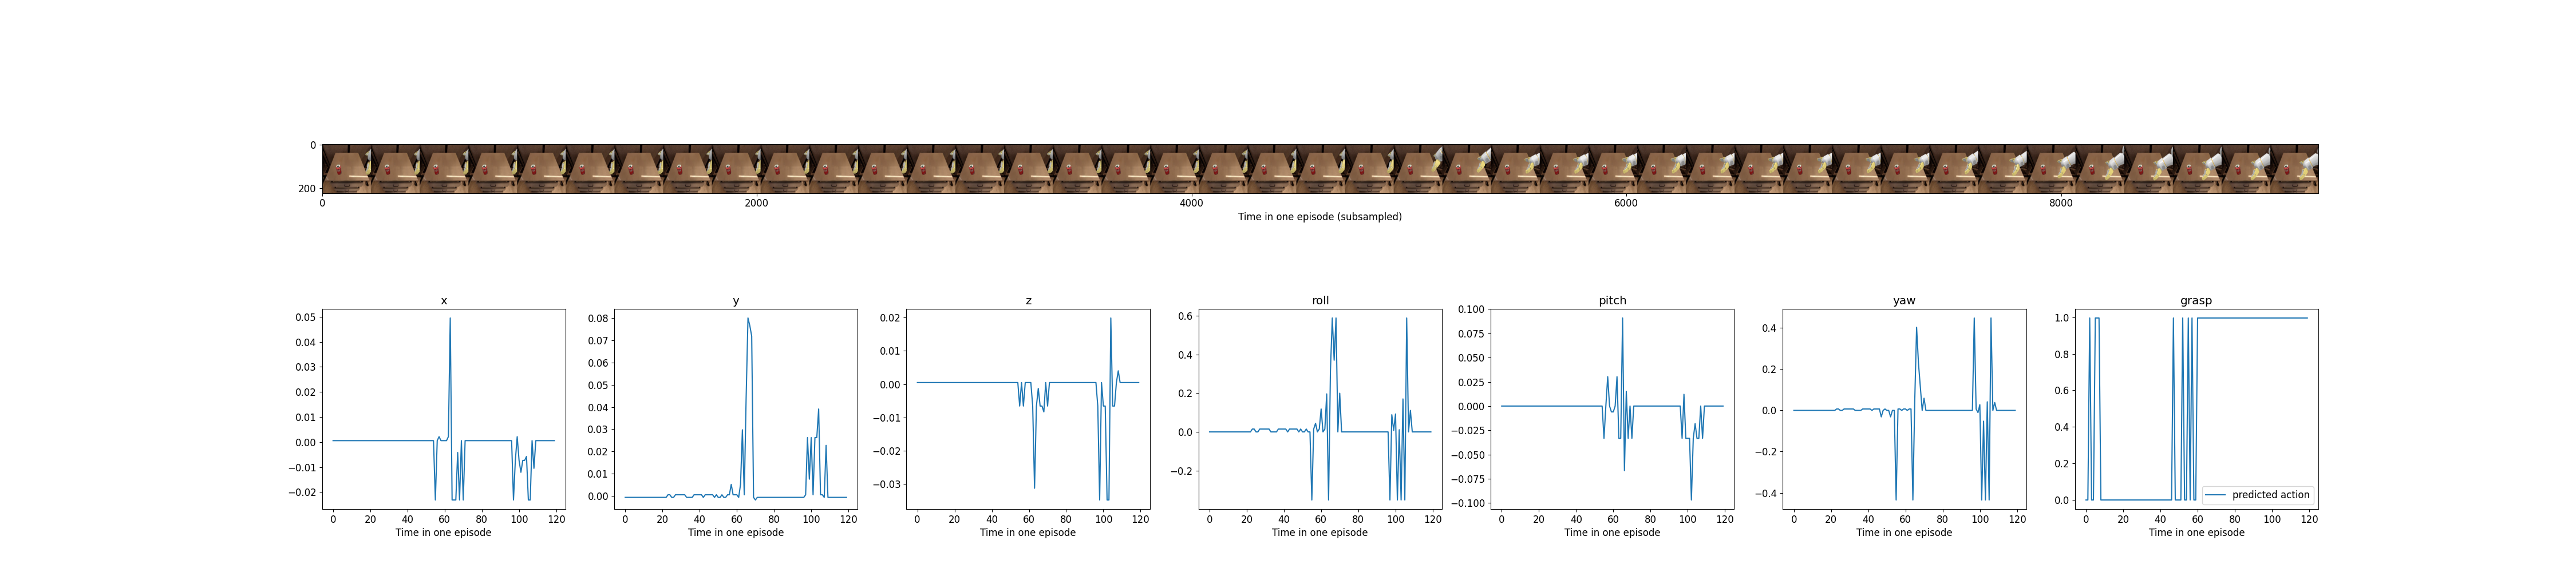 0
200
0 2000 4000 6000 8000
Time in one episode (subsampled)
x
0.05
0.04
0.03
0.02
0.01
0.00
−0.01
−0.02
0 20 40 60 80 100 120
Time in one episode
y
0.08
0.07
0.06
0.05
0.04
0.03
0.02
0.01
0.00
0 20 40 60 80 100 120
Time in one episode
z
0.02
0.01
0.00
−0.01
−0.02
−0.03
0 20 40 60 80 100 120
Time in one episode
roll
0.6
0.4
0.2
0.0
−0.2
0 20 40 60 80 100 120
Time in one episode
pitch
0.100
0.075
0.050
0.025
0.000
−0.025
−0.050
−0.075
−0.100
0 20 40 60 80 100 120
Time in one episode
yaw
0.4
0.2
0.0
−0.2
−0.4
0 20 40 60 80 100 120
Time in one episode
grasp
1.0
0.8
0.6
0.4
0.2
0.0
predicted action
0 20 40 60 80 100 120
Time in one episode